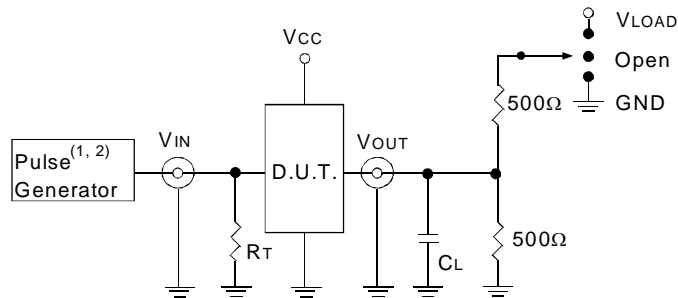 VLOAD
VCC
Open
500Ω
GND
VIN
VOUT
Pulse(1, 2)
Generator
D.U.T.
500Ω
RT
CL